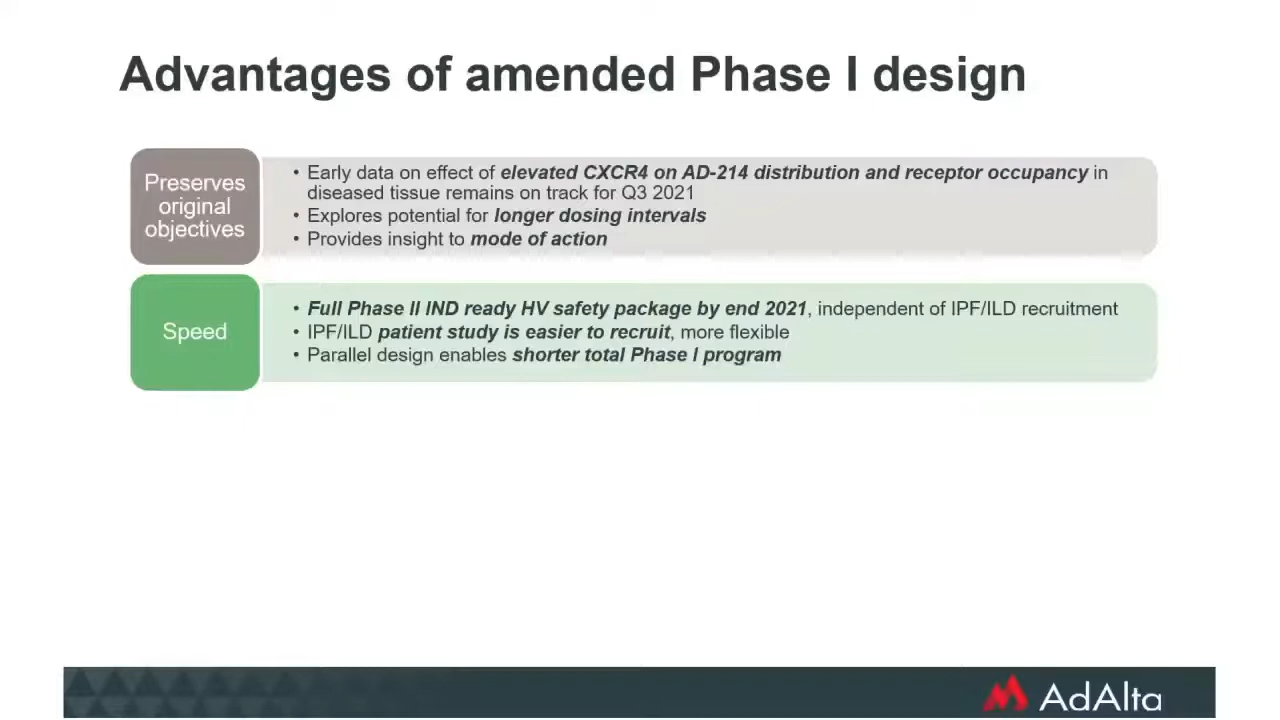 Advantages of amended Phase I design
Preserves
original
objectives
• Early data on effect of elevated CXCR4 on AD-214 distribution and receptor occupancy in
diseased tissue remains on track for Q3 2021
• Explores potential for longer dosing intervals
• Provides insight to mode of action
Speed
• Full Phase II IND ready HV safety package by end 2021, independent of IPF/ILD recruitment
• IPF/ILD patient study is easier to recruit, more flexible
• Parallel design enables shorter total Phase I program
AdAlta